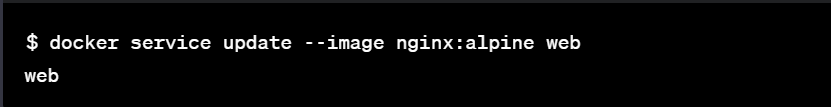 $ docker service update --image nginx:alpine web
web